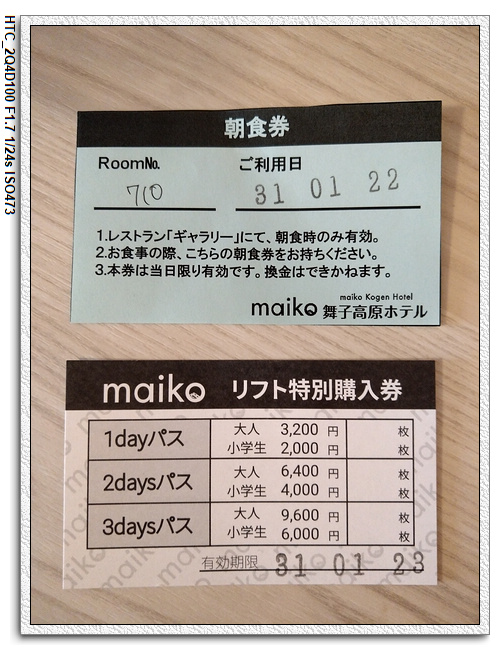 HTC_2Q4D100 F1.7 1/24s ISO473
朝食券
RoomNo. ご利用日
710 31 01 22
1.レストラン「ギャラリー」にて、朝食時のみ有効。
2.お食事の際、こちらの朝食券をお持ちください。
3.本券は当日限り有効です。換金はできかねます。
maiko Kogen Hotel
maiko 舞子高原ホテル
maiko リフト特別購入券
1dayパス 大人 3,200 円 枚
小学生 2,000 円 枚
2daysパス 大人 6,400 円 枚
小学生 4,000 円 枚
3daysパス 大人 9,600 円 枚
小学生 6,000 円 枚
有効期限 31 01 23